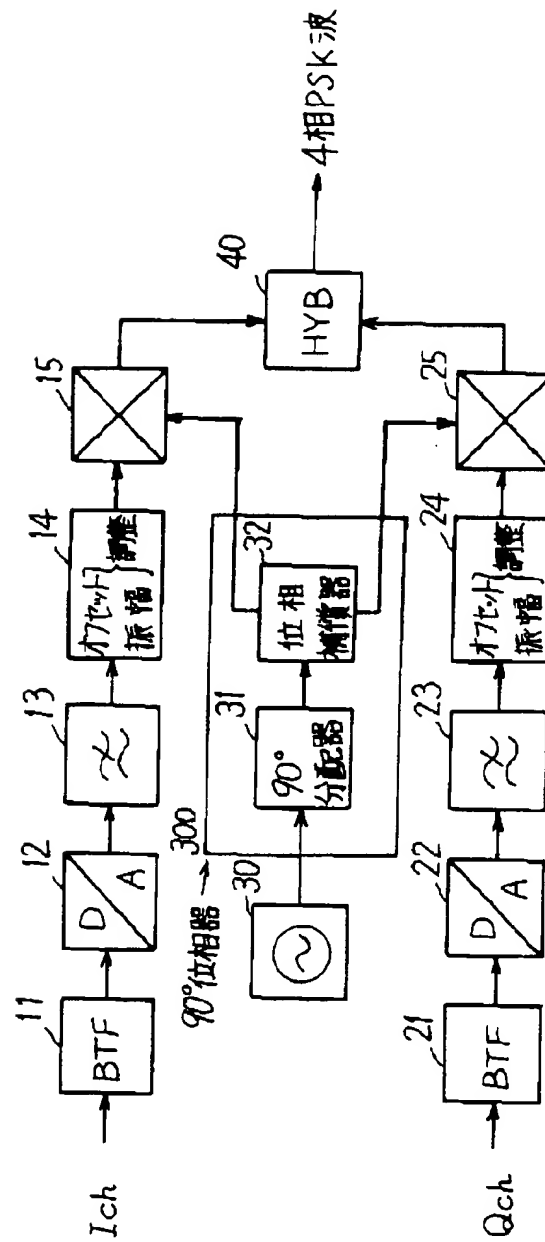 Ich
11
BTF
12
D
A
13
14
オフセット
振幅
調整
15
90°位相器
300
30
31
90°
分配器
32
位相
補償器
40
HYB
4相PSK波
Qch
21
BTF
22
D
A
23
24
オフセット
振幅
調整
25